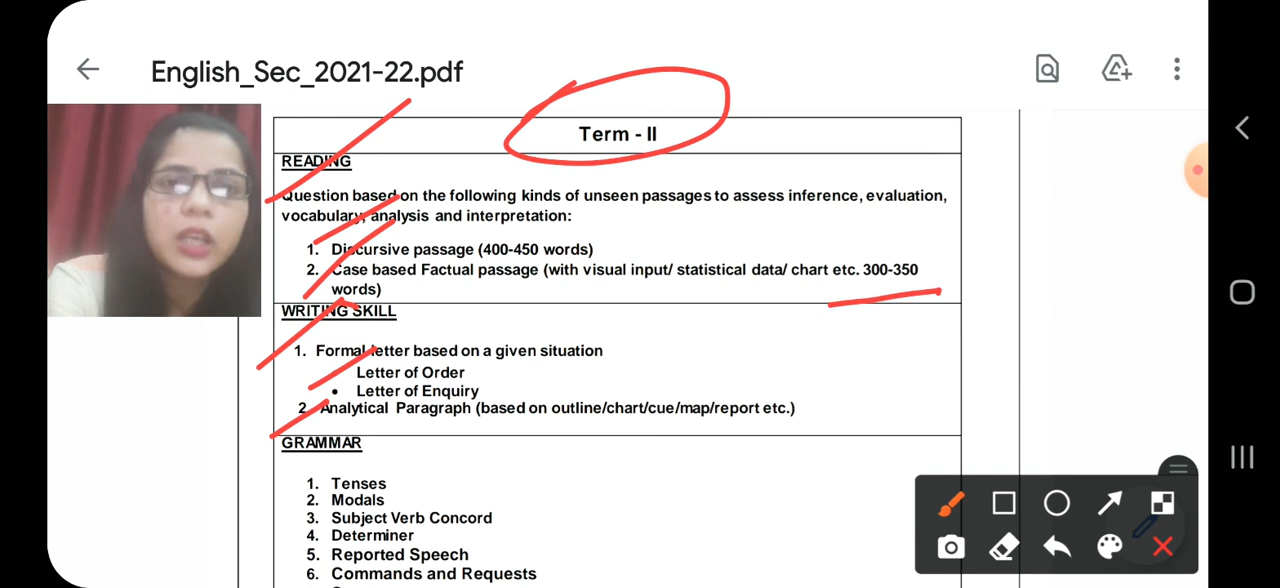 English_Sec_2021-22.pdf
Term - II
READING
Question based on the following kinds of unseen passages to assess inference, evaluation,
vocabulary, analysis and interpretation:
1. Discursive passage (400-450 words)
2. Case based Factual passage (with visual input/ statistical data/ chart etc. 300-350
words)
WRITING SKILL
1. Formal letter based on a given situation
Letter of Order
• Letter of Enquiry
2. Analytical Paragraph (based on outline/chart/cue/map/report etc.)
GRAMMAR
1. Tenses
2. Modals
3. Subject Verb Concord
4. Determiner
5. Reported Speech
6. Commands and Requests